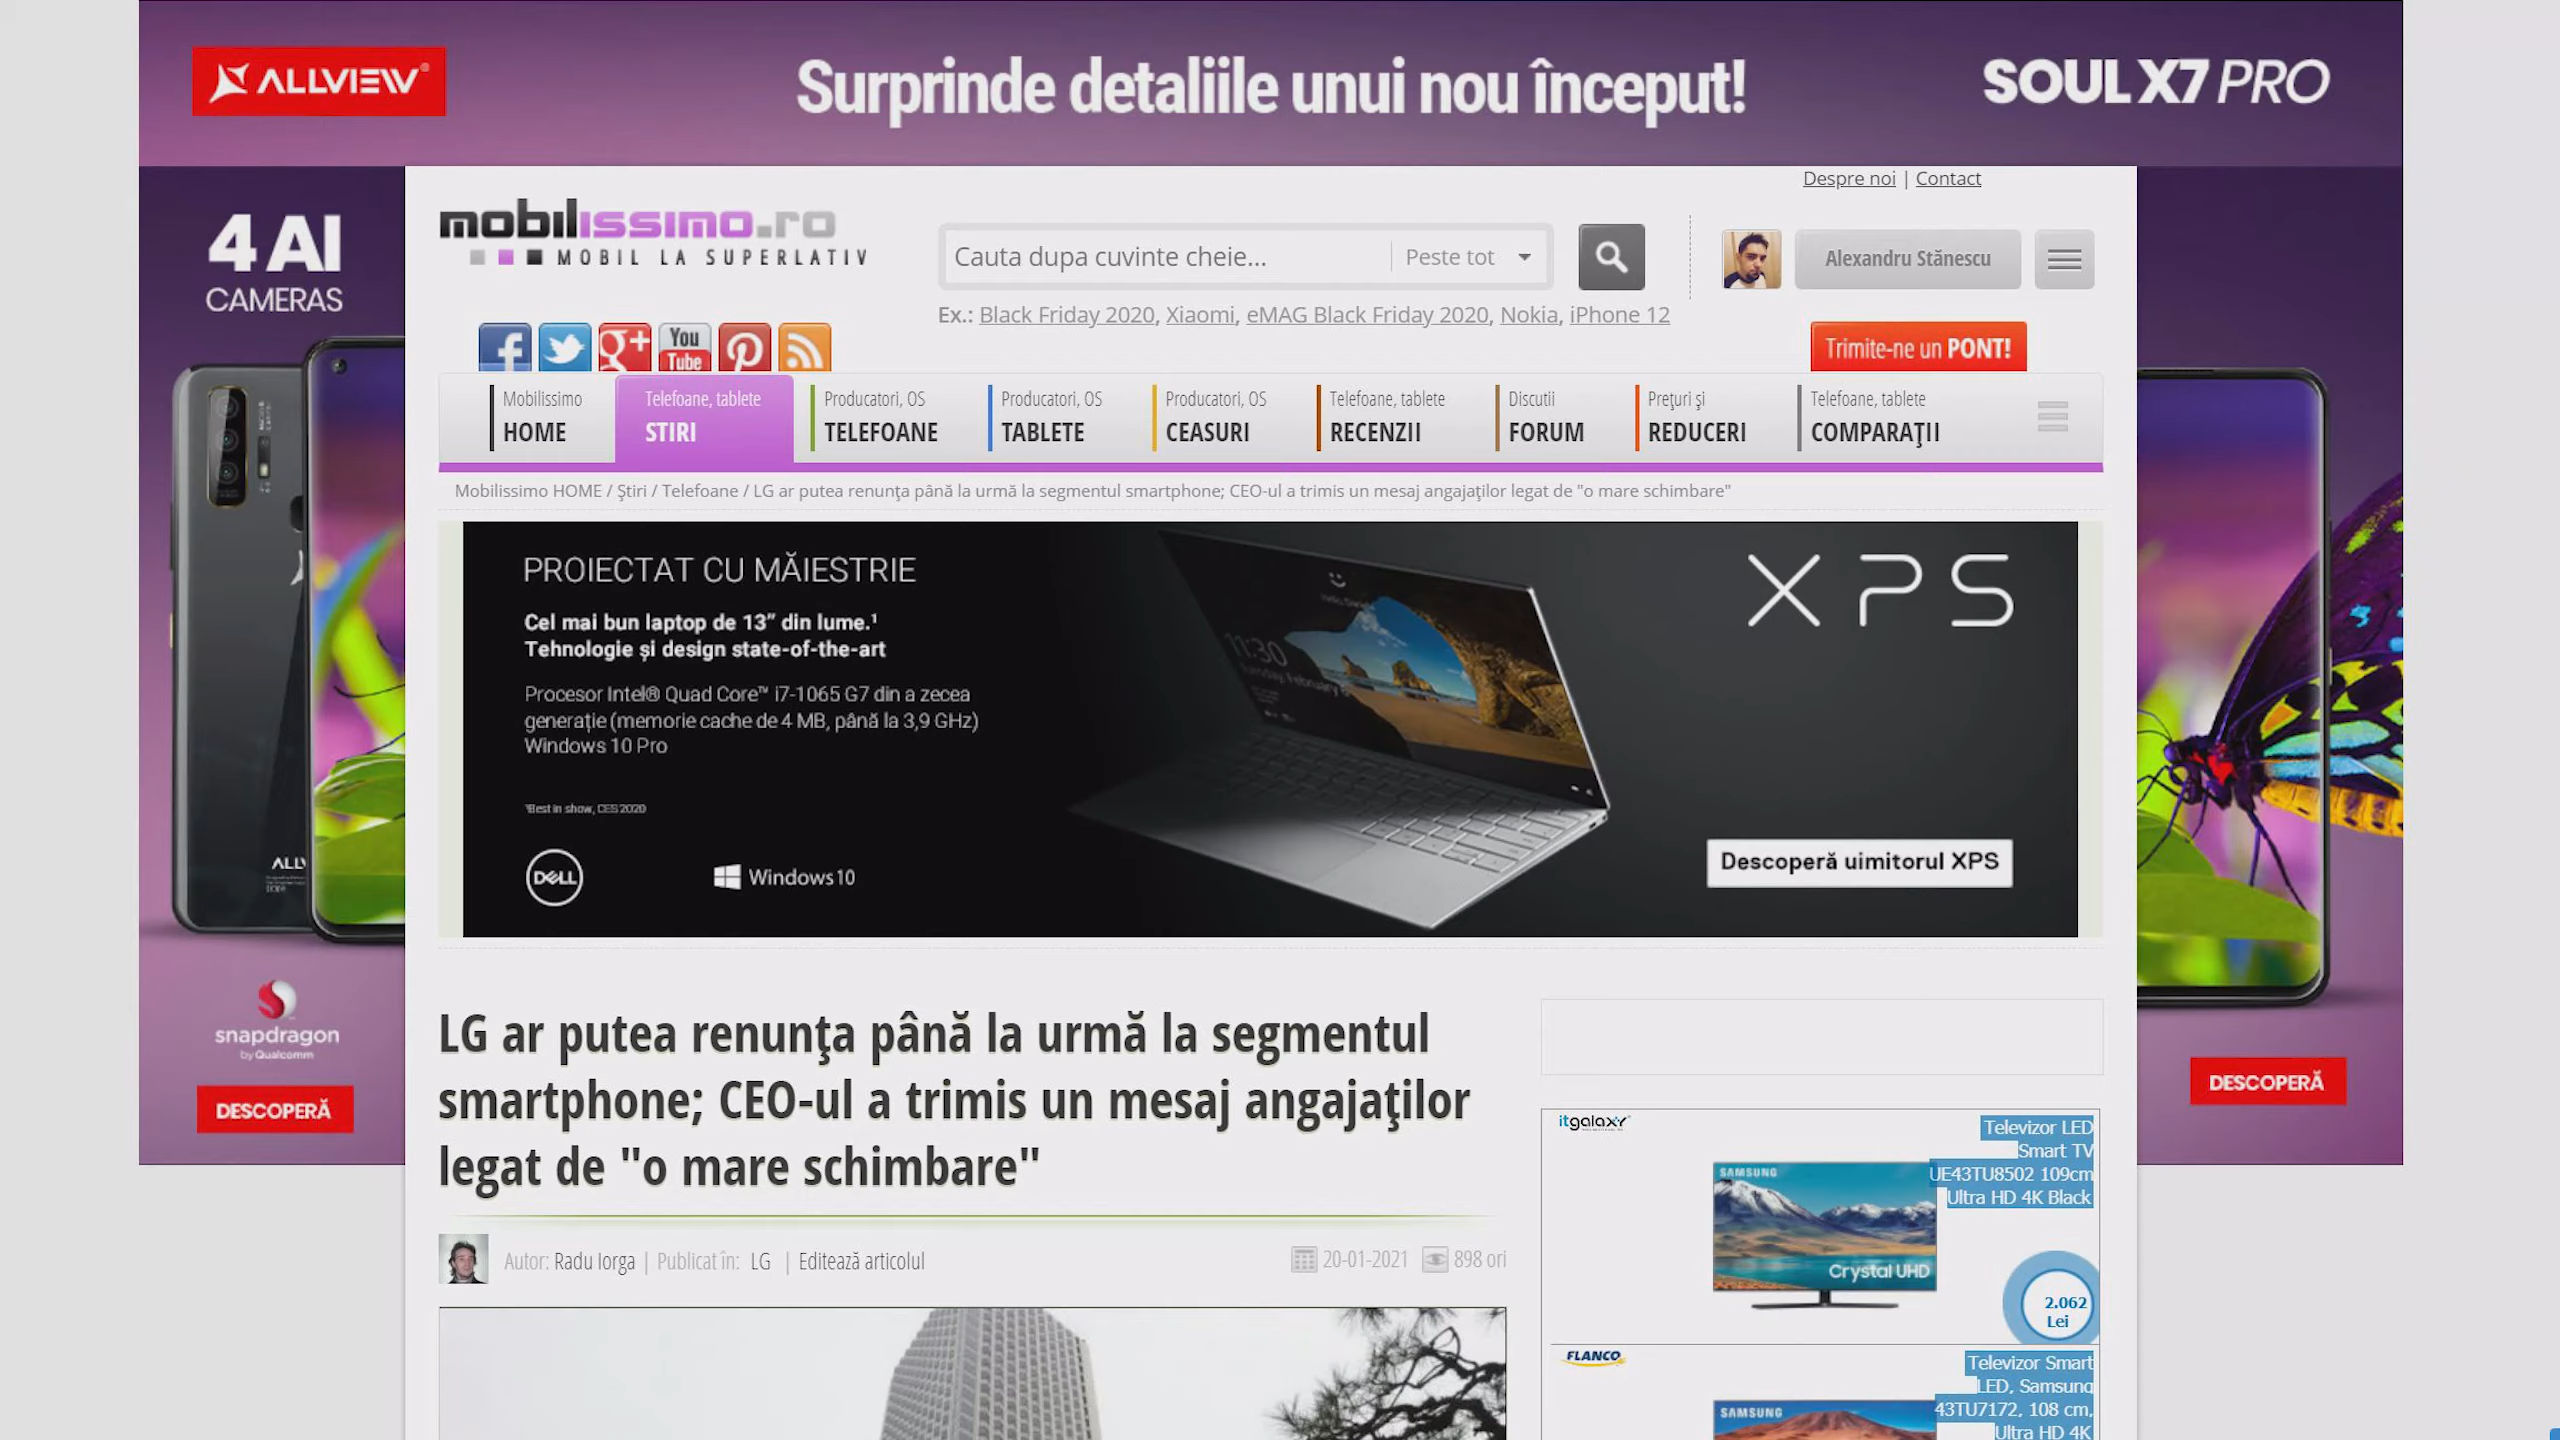 ALLVIEW
Surprinde detaliile unui nou început!
SOUL X7 PRO
4 AI
CAMERAS
Despre noi | Contact
mobilissimo.ro
MOBIL LA SUPERLATIV
Cauta dupa cuvinte cheie...
Peste tot
Alexandru Stănescu
Ex.: Black Friday 2020, Xiaomi, eMAG Black Friday 2020, Nokia, iPhone 12
g+
You
Tube
Trimite-ne un PONT!
Mobilissimo
HOME
Telefoane, tablete
STIRI
Producatori, OS
TELEFOANE
Producatori, OS
TABLETE
Producatori, OS
CEASURI
Telefoane, tablete
RECENZII
Discutii
FORUM
Preţuri şi
REDUCERI
Telefoane, tablete
COMPARAŢII
Mobilissimo HOME / Ştiri / Telefoane / LG ar putea renunţa până la urmă la segmentul smartphone; CEO-ul a trimis un mesaj angajaţilor legat de "o mare schimbare"
PROIECTAT CU MĂIESTRIE
Cel mai bun laptop de 13” din lume.¹
Tehnologie și design state-of-the-art
Procesor Intel® Quad Core™ i7-1065 G7 din a zecea
generație (memorie cache de 4 MB, până la 3,9 GHz)
Windows 10 Pro
¹Best in show, CES 2020
DELL
Windows 10
11:30
XPS
Descoperă uimitorul XPS
ALLV
snapdragon
by Qualcomm
DESCOPERĂ
DESCOPERĂ
LG ar putea renunţa până la urmă la segmentul
smartphone; CEO-ul a trimis un mesaj angajaţilor
legat de "o mare schimbare"
Autor: Radu Iorga | Publicat în: LG | Editează articolul
20-01-2021
898 ori
itgalaxy
Televizor LED
Smart TV
UE43TU8502 109cm
Ultra HD 4K Black
SAMSUNG
Crystal UHD
2.062
Lei
FLANCO
Televizor Smart
LED, Samsung
43TU7172, 108 cm,
Ultra HD 4K
SAMSUNG